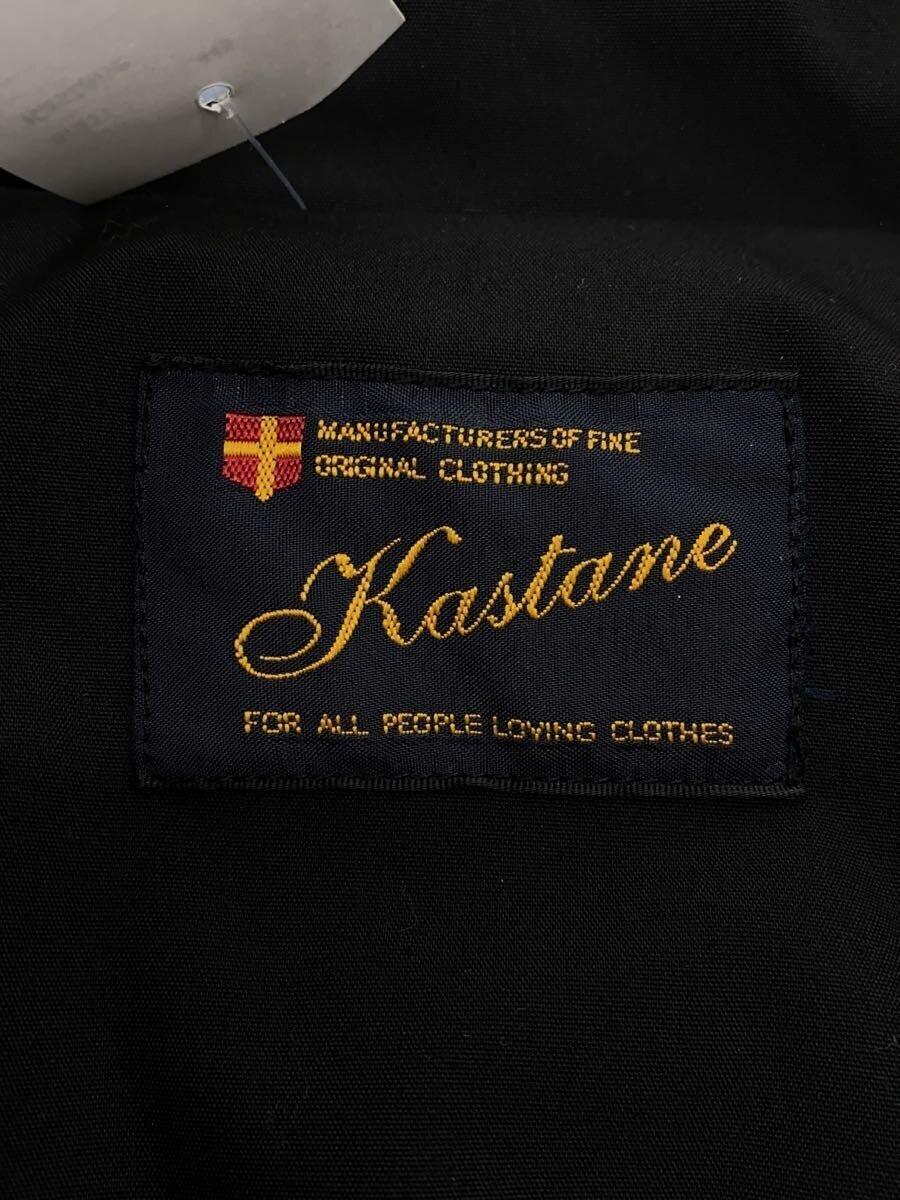 MANUFACTURERS OF FINE
ORIGINAL CLOTHING
Kastane
FOR ALL PEOPLE LOVING CLOTHES